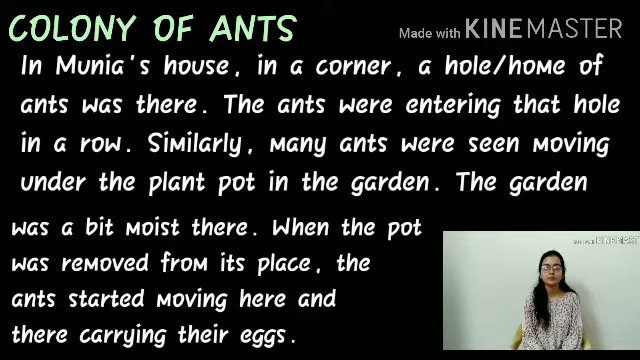 COLONY OF ANTS
Made with KINEMASTER
In Munia's house, in a corner, a hole/home of
ants was there. The ants were entering that hole
in a row. Similarly, many ants were seen moving
under the plant pot in the garden. The garden
was a bit moist there. When the pot
was removed from its place, the
ants started moving here and
there carrying their eggs.
KINEMAST